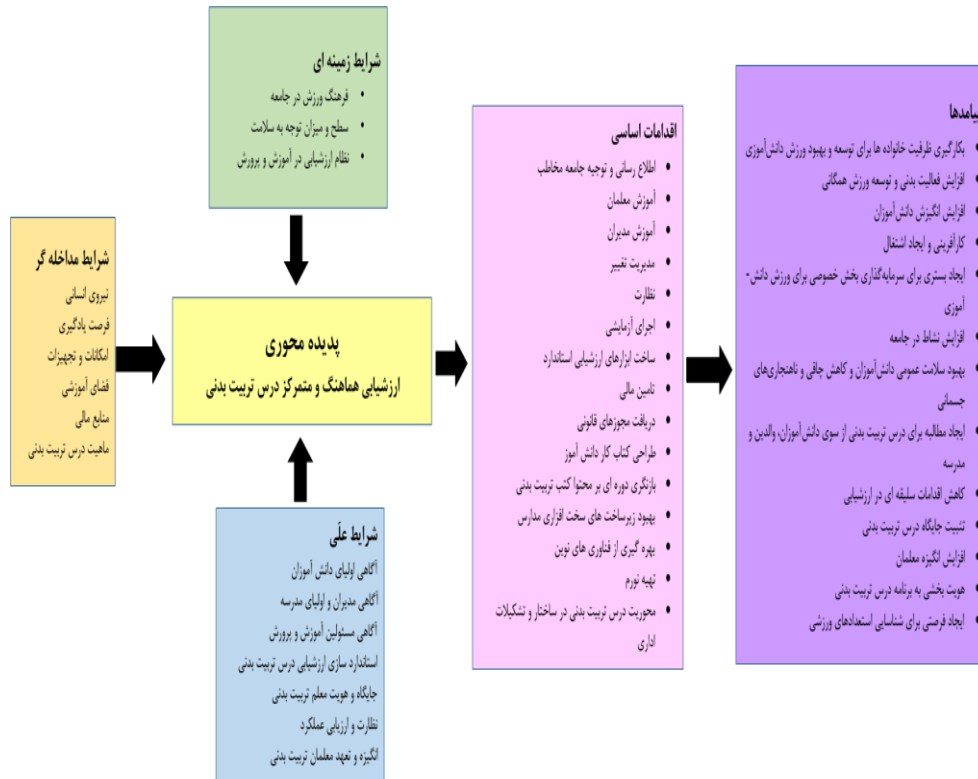 شرایط زمینه ای
• فرهنگ ورزش در جامعه
• سطح و میزان توجه به سلامت
• نظام ارزشیابی در آموزش و پرورش
شرایط مداخله گر
نیروی انسانی
فرصت یادگیری
امکانات و تجهیزات
فضای آموزشی
منابع مالی
ماهیت درس تربیت بدنی
پدیده محوری
ارزشیابی هماهنگ و متمرکز درس تربیت بدنی
شرایط علّی
آگاهی اولیای دانش آموزان
آگاهی مدیران و اولیای مدرسه
آگاهی مسئولین آموزش و پرورش
استاندارد سازی ارزشیابی درس تربیت بدنی
جایگاه و هویت معلم تربیت بدنی
نظارت و ارزیابی عملکرد
انگیزه و تعهد معلمان تربیت بدنی
اقدامات اساسی
• اطلاع رسانی و توجیه جامعه مخاطب
• آموزش معلمان
• آموزش مدیران
• مدیریت تغییر
• نظارت
• اجرای آزمایشی
• ساخت ابزارهای ارزشیابی استاندارد
• تامین مالی
• دریافت مجوزهای قانونی
• طراحی کتاب کار دانش آموز
• بازنگری دوره ای بر محتوا کتب تربیت بدنی
• بهبود زیرساخت های سخت افزاری مدارس
• بهره گیری از فناوری های نوین
• تهیه نورم
• محوریت درس تربیت بدنی در ساختار و تشکیلات
اداری
پیامدها
• بکارگیری ظرفیت خانواده ها برای توسعه و بهبود ورزش دانش‌آموزی
• افزایش فعالیت بدنی و توسعه ورزش همگانی
• افزایش انگیزش دانش‌آموزان
• کارآفرینی و ایجاد اشتغال
• ایجاد بستری برای سرمایه‌گذاری بخش خصوصی برای ورزش دانش-
آموزی
• افزایش نشاط در جامعه
• بهبود سلامت عمومی دانش‌آموزان و کاهش چاقی و ناهنجاری‌های
جسمانی
• ایجاد مطالبه برای درس تربیت بدنی از سوی دانش آموزان، والدین و
مدرسه
• کاهش اقدامات سلیقه ای در ارزشیابی
• تثبیت جایگاه درس تربیت بدنی
• افزایش انگیزه معلمان
• هویت بخشی به برنامه درس تربیت بدنی
• ایجاد فرصتی برای شناسایی استعدادهای ورزشی